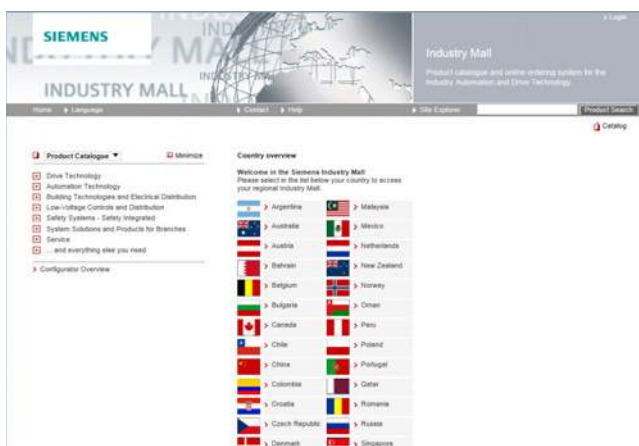 > Login
SIEMENS
INDUSTRY MALL
Industry Mall
Product catalogue and online ordering system for the
Industry Automation and Drive Technology.
Home > Language > Contact > Help > Site Explorer Product Search
Catalog
Product Catalogue ▼ Minimize
Drive Technology
Automation Technology
Building Technologies and Electrical Distribution
Low-Voltage Controls and Distribution
Safety Systems - Safety Integrated
System Solutions and Products for Branches
Service
... and everything else you need
> Configurator Overview
Country overview
Welcome in the Siemens Industry Mall
Please select in the list below your country to access
your regional Industry Mall.
> Argentina > Malaysia
> Australia > Mexico
> Austria > Netherlands
> Bahrain > New Zealand
> Belgium > Norway
> Bulgaria > Oman
> Canada > Peru
> Chile > Poland
> China > Portugal
> Colombia > Qatar
> Croatia > Romania
> Czech Republic > Russia
> Denmark > Singapore